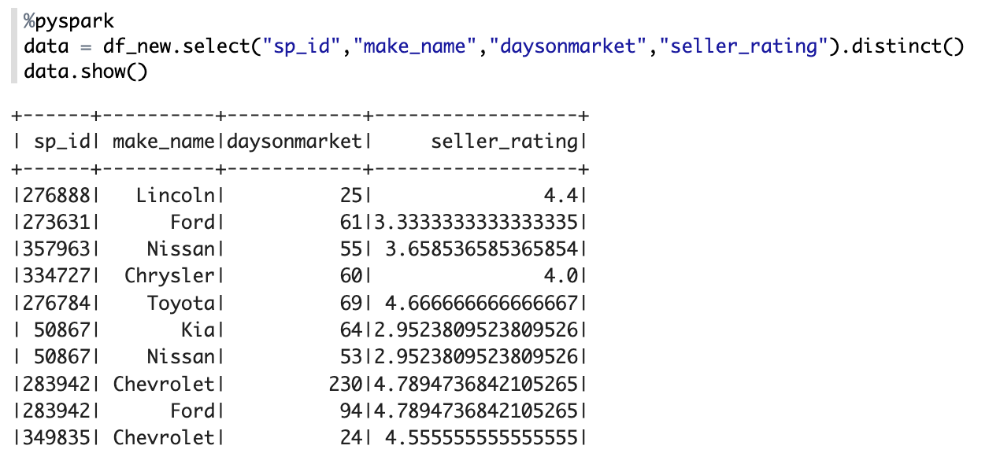 %pyspark
data = df_new.select("sp_id","make_name","daysonmarket","seller_rating").distinct()
data.show()
+------+----------+------------+------------------+
| sp_id| make_name|daysonmarket|     seller_rating|
+------+----------+------------+------------------+
|276888|   Lincoln|          25|               4.4|
|273631|      Ford|          61|3.3333333333333335|
|357963|    Nissan|          55| 3.658536585365854|
|334727|  Chrysler|          60|               4.0|
|276784|    Toyota|          69| 4.666666666666667|
| 50867|       Kia|          64|2.9523809523809526|
| 50867|    Nissan|          53|2.9523809523809526|
|283942| Chevrolet|         230|4.7894736842105265|
|283942|      Ford|          94|4.7894736842105265|
|349835| Chevrolet|          24| 4.555555555555555|